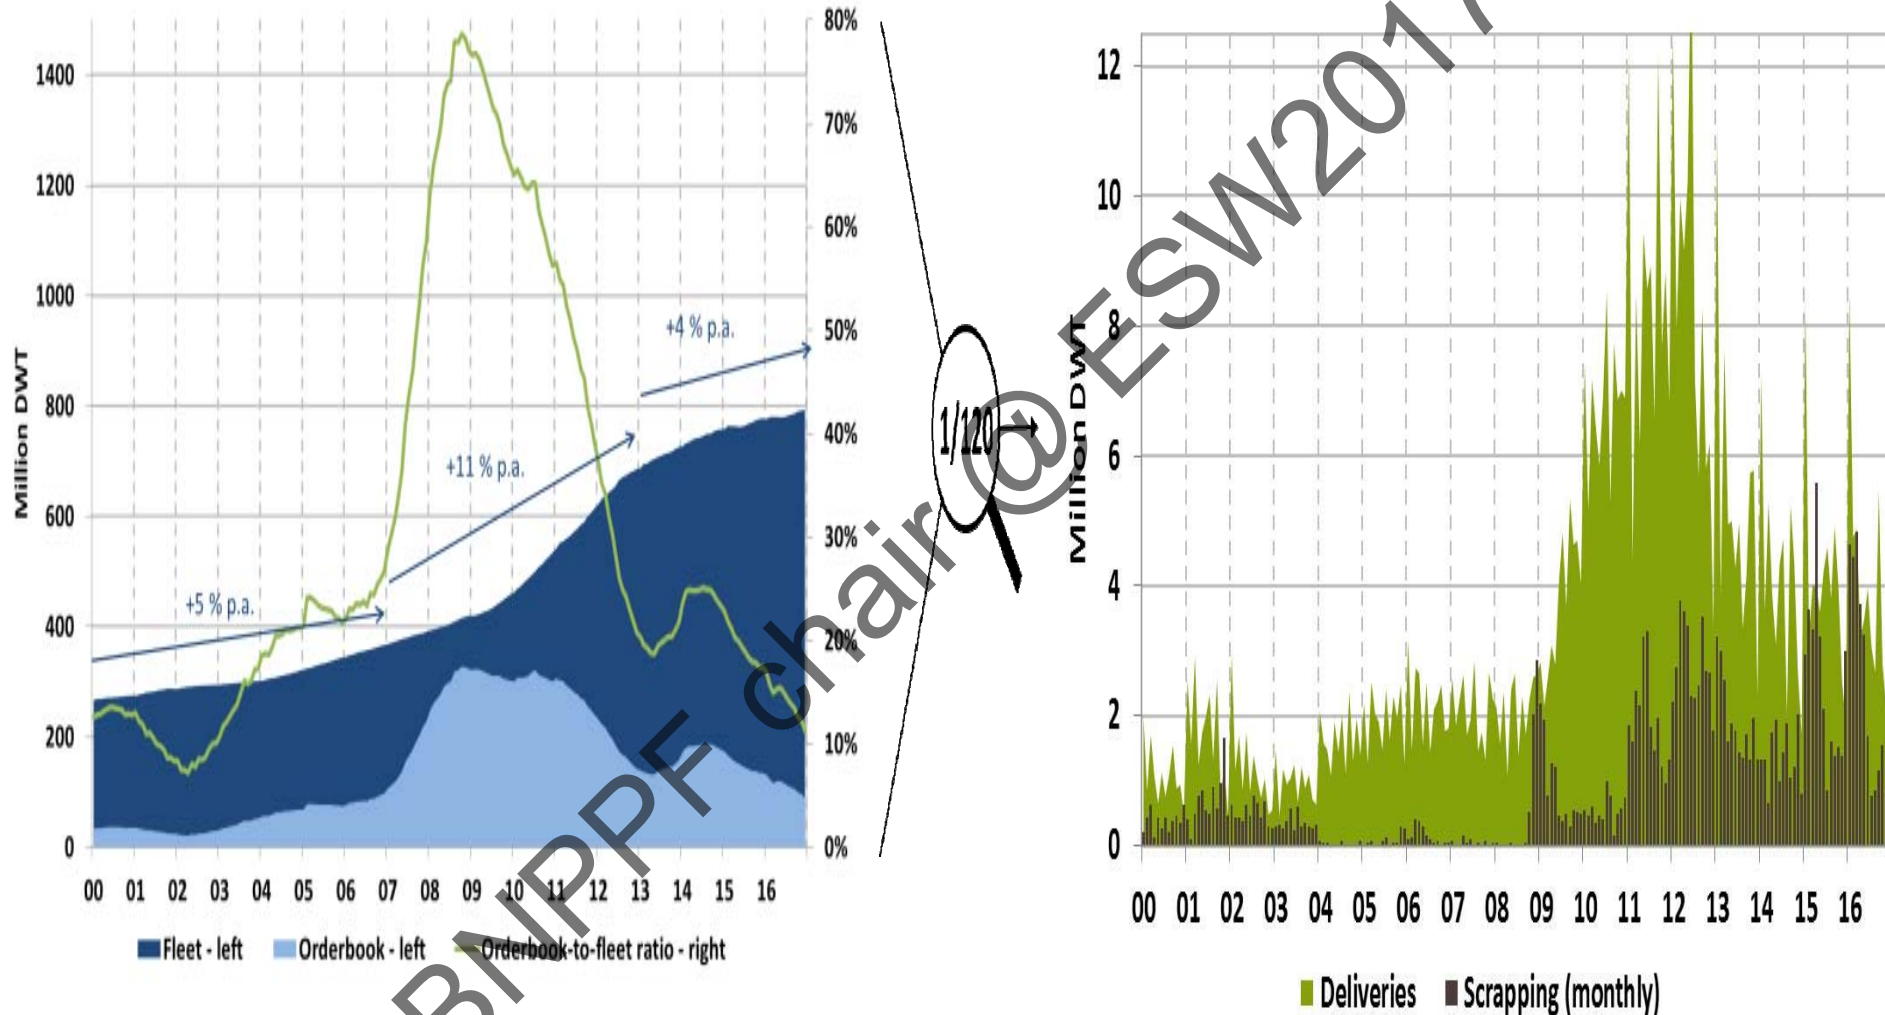 1400
1200
1000
800
600
400
200
0
Million DWT
80%
70%
60%
50%
40%
30%
20%
10%
0%
+5 % p.a.
+11 % p.a.
+4 % p.a.
00 01 02 03 04 05 06 07 08 09 10 11 12 13 14 15 16
Fleet - left Orderbook - left Orderbook-to-fleet ratio - right
1/120
12
10
8
6
4
2
0
Million DWT
00 01 02 03 04 05 06 07 08 09 10 11 12 13 14 15 16
Deliveries Scrapping (monthly)
BNPPF chair @ ESW2017